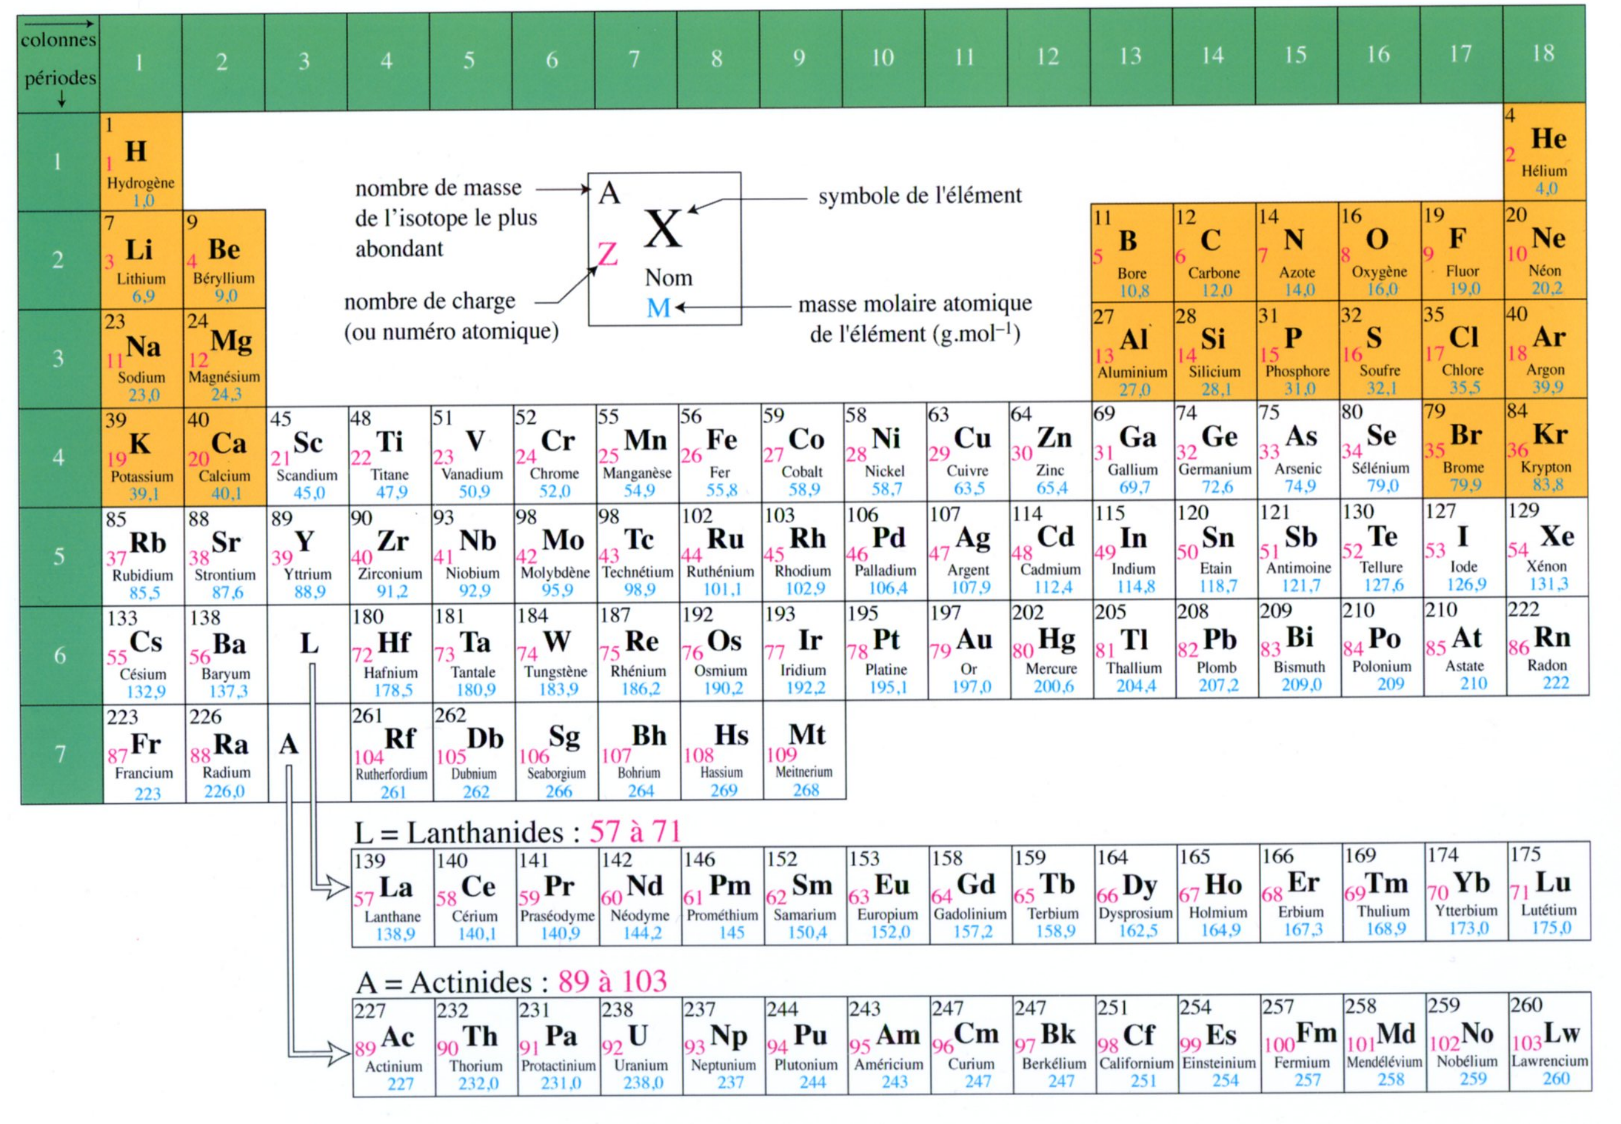 colonnes
périodes
1 2 3 4 5 6 7 8 9 10 11 12 13 14 15 16 17 18
1
1 H 1 Hydrogène 1,0
4 He 2 Hélium 4,0
nombre de masse
de l'isotope le plus
abondant
nombre de charge
(ou numéro atomique)
A
X
Z
Nom
M
symbole de l'élément
masse molaire atomique
de l'élément (g.mol⁻¹)
2
7 Li 3 Lithium 6,9
9 Be 4 Béryllium 9,0
11 B 5 Bore 10,8
12 C 6 Carbone 12,0
14 N 7 Azote 14,0
16 O 8 Oxygène 16,0
19 F 9 Fluor 19,0
20 Ne 10 Néon 20,2
3
23 Na 11 Sodium 23,0
24 Mg 12 Magnésium 24,3
27 Al 13 Aluminium 27,0
28 Si 14 Silicium 28,1
31 P 15 Phosphore 31,0
32 S 16 Soufre 32,1
35 Cl 17 Chlore 35,5
40 Ar 18 Argon 39,9
4
39 K 19 Potassium 39,1
40 Ca 20 Calcium 40,1
45 Sc 21 Scandium 45,0
48 Ti 22 Titane 47,9
51 V 23 Vanadium 50,9
52 Cr 24 Chrome 52,0
55 Mn 25 Manganèse 54,9
56 Fe 26 Fer 55,8
59 Co 27 Cobalt 58,9
58 Ni 28 Nickel 58,7
63 Cu 29 Cuivre 63,5
64 Zn 30 Zinc 65,4
69 Ga 31 Gallium 69,7
74 Ge 32 Germanium 72,6
75 As 33 Arsenic 74,9
80 Se 34 Sélénium 79,0
79 Br 35 Brome 79,9
84 Kr 36 Krypton 83,8
5
85 Rb 37 Rubidium 85,5
88 Sr 38 Strontium 87,6
89 Y 39 Yttrium 88,9
90 Zr 40 Zirconium 91,2
93 Nb 41 Niobium 92,9
98 Mo 42 Molybdène 95,9
98 Tc 43 Technétium 98,9
102 Ru 44 Ruthénium 101,1
103 Rh 45 Rhodium 102,9
106 Pd 46 Palladium 106,4
107 Ag 47 Argent 107,9
114 Cd 48 Cadmium 112,4
115 In 49 Indium 114,8
120 Sn 50 Etain 118,7
121 Sb 51 Antimoine 121,7
130 Te 52 Tellure 127,6
127 I 53 Iode 126,9
129 Xe 54 Xénon 131,3
6
133 Cs 55 Césium 132,9
138 Ba 56 Baryum 137,3
L
180 Hf 72 Hafnium 178,5
181 Ta 73 Tantale 180,9
184 W 74 Tungstène 183,9
187 Re 75 Rhénium 186,2
192 Os 76 Osmium 190,2
193 Ir 77 Iridium 192,2
195 Pt 78 Platine 195,1
197 Au 79 Or 197,0
202 Hg 80 Mercure 200,6
205 Tl 81 Thallium 204,4
208 Pb 82 Plomb 207,2
209 Bi 83 Bismuth 209,0
210 Po 84 Polonium 209
210 At 85 Astate 210
222 Rn 86 Radon 222
7
223 Fr 87 Francium 223
226 Ra 88 Radium 226,0
A
261 Rf 104 Rutherfordium 261
262 Db 105 Dubnium 262
Sg 106 Seaborgium 266
Bh 107 Bohrium 264
Hs 108 Hassium 269
Mt 109 Meitnerium 268
L = Lanthanides : 57 à 71
139 La 57 Lanthane 138,9
140 Ce 58 Cérium 140,1
141 Pr 59 Praséodyme 140,9
142 Nd 60 Néodyme 144,2
146 Pm 61 Prométhium 145
152 Sm 62 Samarium 150,4
153 Eu 63 Europium 152,0
158 Gd 64 Gadolinium 157,2
159 Tb 65 Terbium 158,9
164 Dy 66 Dysprosium 162,5
165 Ho 67 Holmium 164,9
166 Er 68 Erbium 167,3
169 Tm 69 Thulium 168,9
174 Yb 70 Ytterbium 173,0
175 Lu 71 Lutétium 175,0
A = Actinides : 89 à 103
227 Ac 89 Actinium 227
232 Th 90 Thorium 232,0
231 Pa 91 Protactinium 231,0
238 U 92 Uranium 238,0
237 Np 93 Neptunium 237
244 Pu 94 Plutonium 244
243 Am 95 Américium 243
247 Cm 96 Curium 247
247 Bk 97 Berkélium 247
251 Cf 98 Californium 251
254 Es 99 Einsteinium 254
257 Fm 100 Fermium 257
258 Md 101 Mendélévium 258
259 No 102 Nobélium 259
260 Lw 103 Lawrencium 260